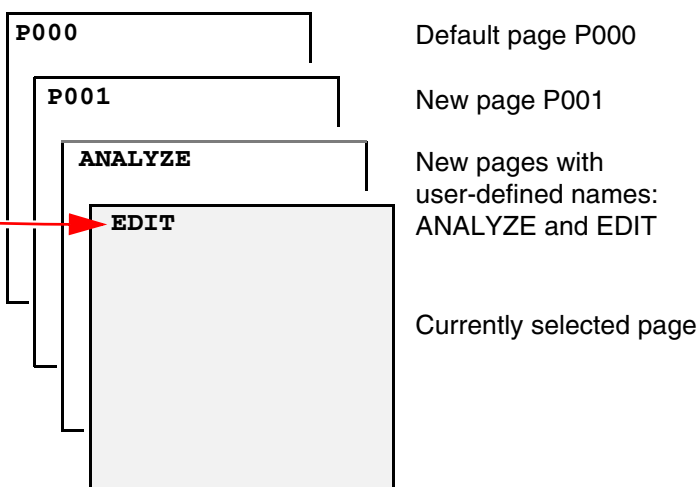 P000
Default page P000
P001
New page P001
ANALYZE
New pages with
user-defined names:
EDIT
ANALYZE and EDIT
Currently selected page